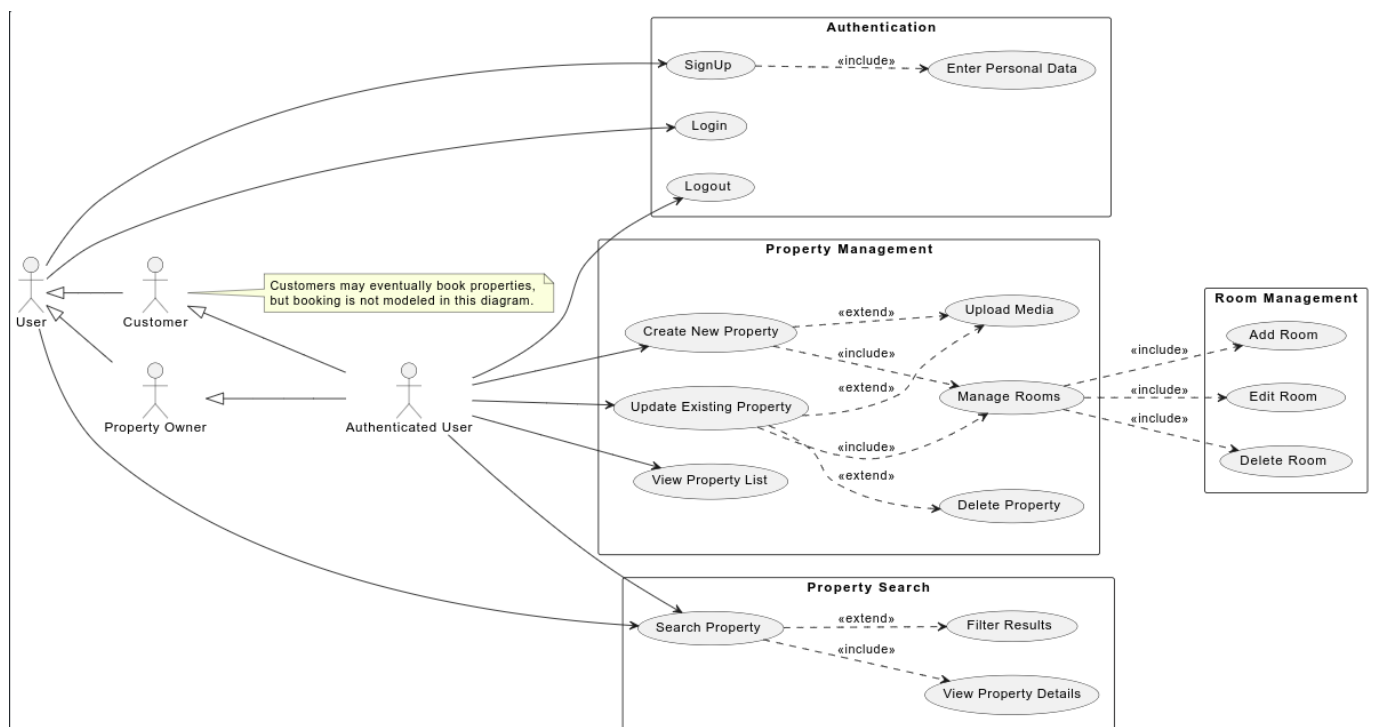 Authentication
SignUp
«include»
Enter Personal Data
Login
Logout
User
Customer
Customers may eventually book properties,
but booking is not modeled in this diagram.
Property Owner
Authenticated User
Property Management
Create New Property
«extend»
Upload Media
«include»
«extend»
Update Existing Property
Manage Rooms
«include»
«extend»
View Property List
Delete Property
Room Management
«include»
Add Room
«include»
Edit Room
«include»
Delete Room
Property Search
Search Property
«extend»
Filter Results
«include»
View Property Details